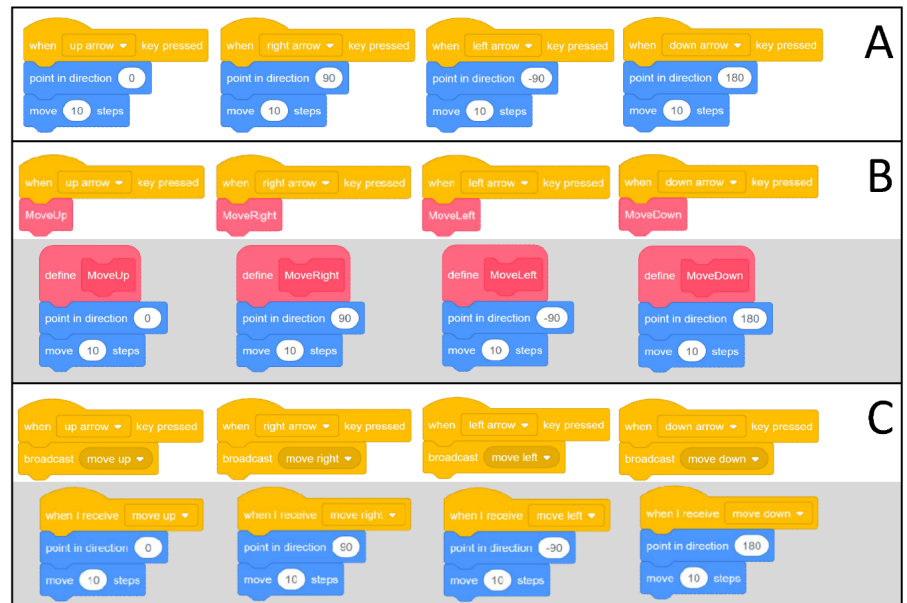 when up arrow key pressed when right arrow key pressed when left arrow key pressed when down arrow key pressed A
point in direction 0 point in direction 90 point in direction -90 point in direction 180
move 10 steps move 10 steps move 10 steps move 10 steps
when up arrow key pressed when right arrow key pressed when left arrow key pressed when down arrow key pressed B
MoveUp MoveRight MoveLeft MoveDown
define MoveUp define MoveRight define MoveLeft define MoveDown
point in direction 0 point in direction 90 point in direction -90 point in direction 180
move 10 steps move 10 steps move 10 steps move 10 steps
when up arrow key pressed when right arrow key pressed when left arrow key pressed when down arrow key pressed C
broadcast move up broadcast move right broadcast move left broadcast move down
when I receive move up when I receive move right when I receive move left when I receive move down
point in direction 0 point in direction 90 point in direction -90 point in direction 180
move 10 steps move 10 steps move 10 steps move 10 steps